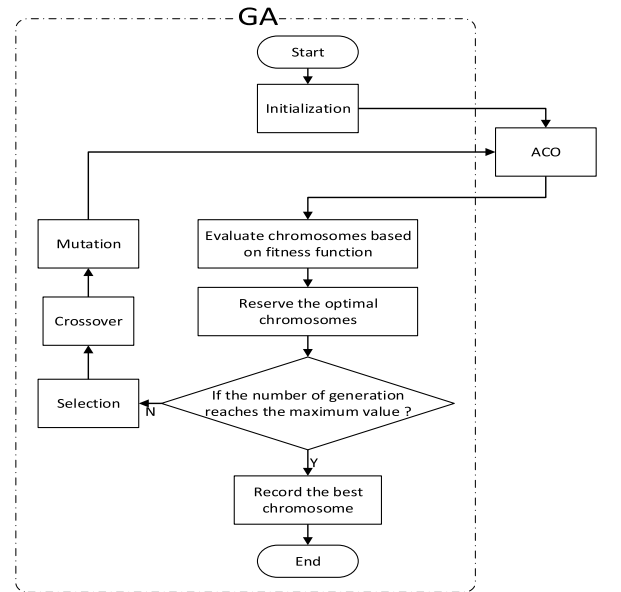 GA
Start
Initialization
ACO
Evaluate chromosomes based
on fitness function
Mutation
Reserve the optimal
chromosomes
Crossover
If the number of generation
reaches the maximum value ?
Selection
N
Y
Record the best
chromosome
End